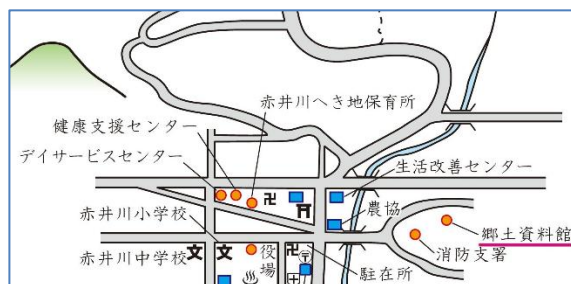 赤井川へき地保育所
健康支援センター
デイサービスセンター
生活改善センター
赤井川小学校
農協
郷土資料館
赤井川中学校
文
文
役場
消防支署
駐在所